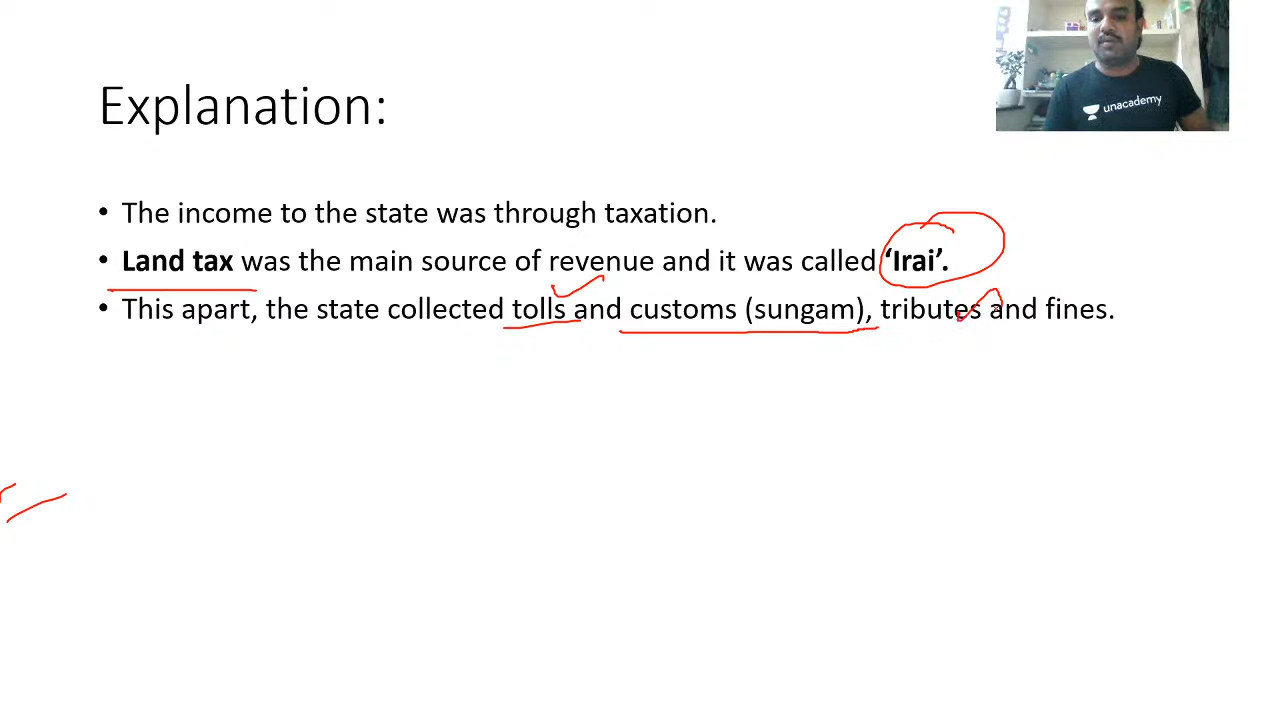 Explanation:
unacademy
• The income to the state was through taxation.
• Land tax was the main source of revenue and it was called ‘Irai’.
• This apart, the state collected tolls and customs (sungam), tributes and fines.